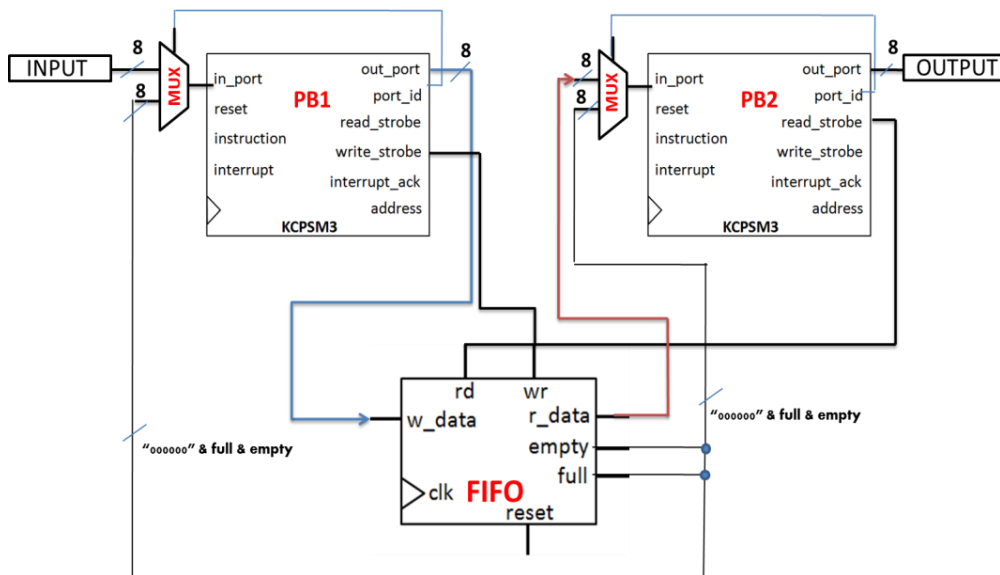 INPUT
8
8
MUX
in_port
reset
instruction
interrupt
PB1
out_port
port_id
read_strobe
write_strobe
interrupt_ack
address
KCPSM3
8
8
8
MUX
in_port
reset
instruction
interrupt
PB2
out_port
port_id
read_strobe
write_strobe
interrupt_ack
address
KCPSM3
8
OUTPUT
rd
wr
w_data
r_data
empty
full
clk
FIFO
reset
“000000” & full & empty
“000000” & full & empty